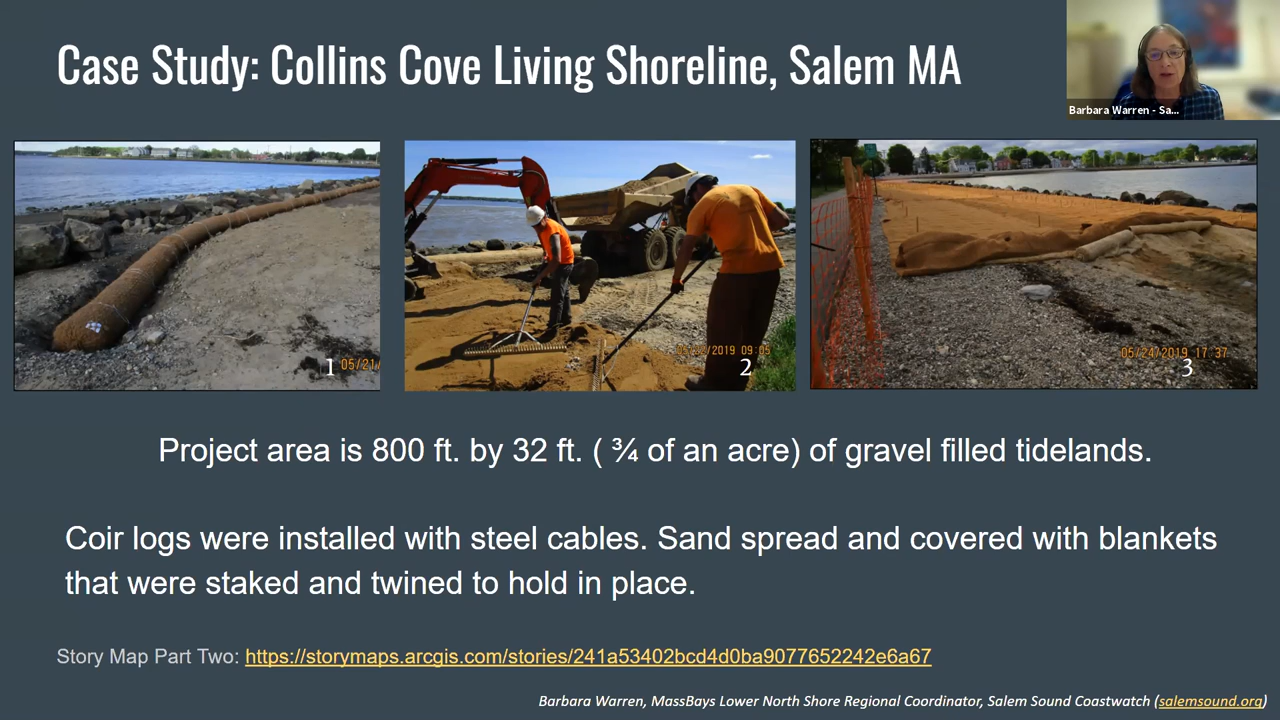 Case Study: Collins Cove Living Shoreline, Salem MA
Barbara Warren - Sa...
1 05/21/
2019 09:05
2
05/24/2019 17:37
3
Project area is 800 ft. by 32 ft. ( ¾ of an acre) of gravel filled tidelands.
Coir logs were installed with steel cables. Sand spread and covered with blankets
that were staked and twined to hold in place.
Story Map Part Two: https://storymaps.arcgis.com/stories/241a53402bcd4d0ba9077652242e6a67
Barbara Warren, MassBays Lower North Shore Regional Coordinator, Salem Sound Coastwatch (salemsound.org)